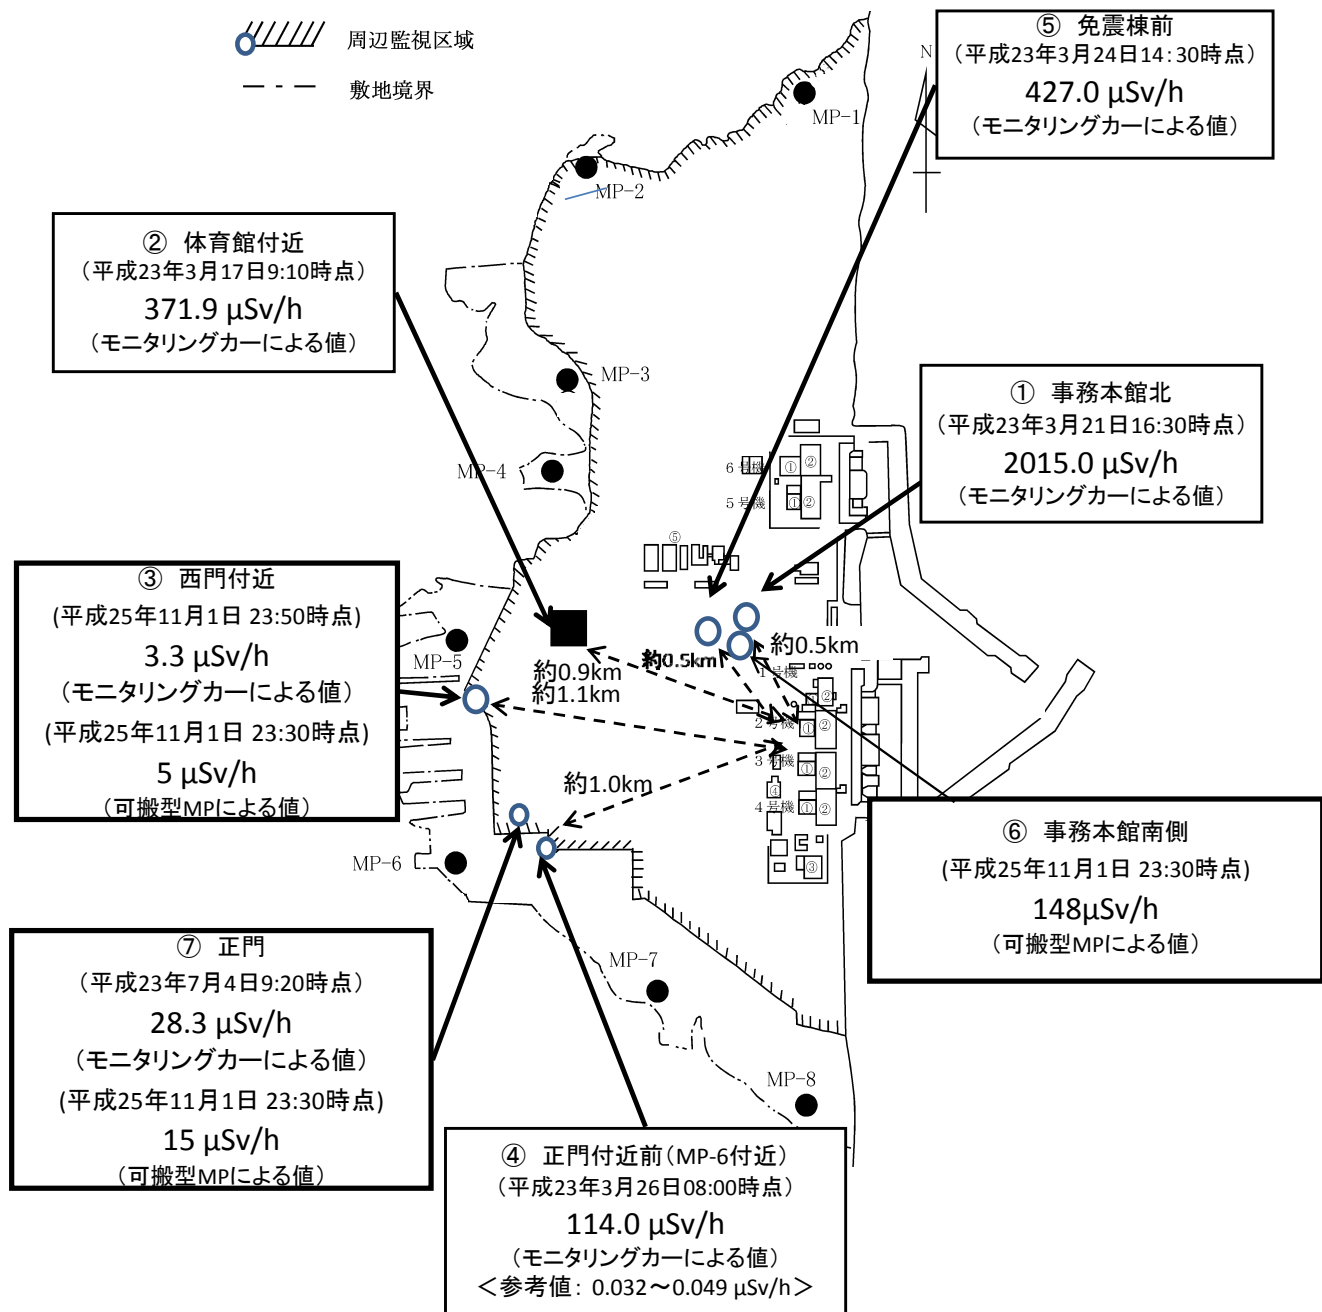 周辺監視区域
敷地境界
⑤ 免震棟前
(平成23年3月24日14:30時点)
427.0 μSv/h
(モニタリングカーによる値)
N
MP-1
MP-2
② 体育館付近
(平成23年3月17日9:10時点)
371.9 μSv/h
(モニタリングカーによる値)
MP-3
① 事務本館北
(平成23年3月21日16:30時点)
2015.0 μSv/h
(モニタリングカーによる値)
MP-4
6号機
① ②
5号機
① ②
⑤
③ 西門付近
(平成25年11月1日 23:50時点)
3.3 μSv/h
(モニタリングカーによる値)
(平成25年11月1日 23:30時点)
5 μSv/h
(可搬型MPによる値)
MP-5
約0.9km
約1.1km
約0.5km
約0.5km
1号機
②
2号機
① ②
3号機
① ②
④
4号機
① ②
③
約1.0km
MP-6
⑥ 事務本館南側
(平成25年11月1日 23:30時点)
148μSv/h
(可搬型MPによる値)
⑦ 正門
(平成23年7月4日9:20時点)
28.3 μSv/h
(モニタリングカーによる値)
(平成25年11月1日 23:30時点)
15 μSv/h
(可搬型MPによる値)
MP-7
MP-8
④ 正門付近前(MP-6付近)
(平成23年3月26日08:00時点)
114.0 μSv/h
(モニタリングカーによる値)
<参考値: 0.032~0.049 μSv/h>